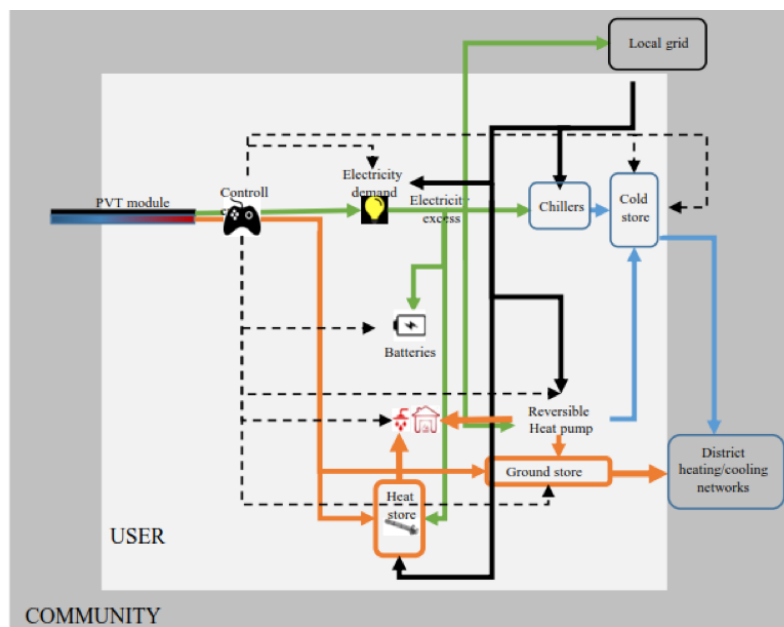 Local grid
PVT module
Controll
Electricity
demand
Electricity
excess
Chillers
Cold
store
Batteries
Reversible
Heat pump
Ground store
District
heating/cooling
networks
Heat
store
USER
COMMUNITY